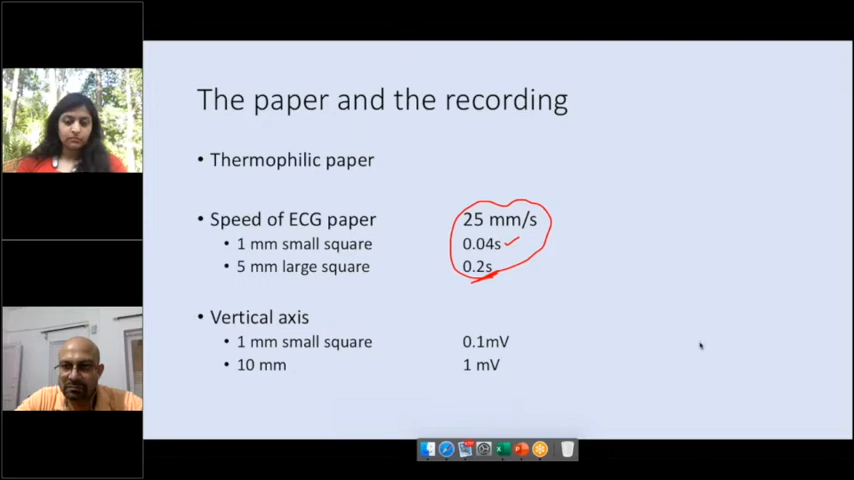 The paper and the recording
• Thermophilic paper
• Speed of ECG paper 25 mm/s
• 1 mm small square 0.04s
• 5 mm large square 0.2s
• Vertical axis
• 1 mm small square 0.1mV
• 10 mm 1 mV